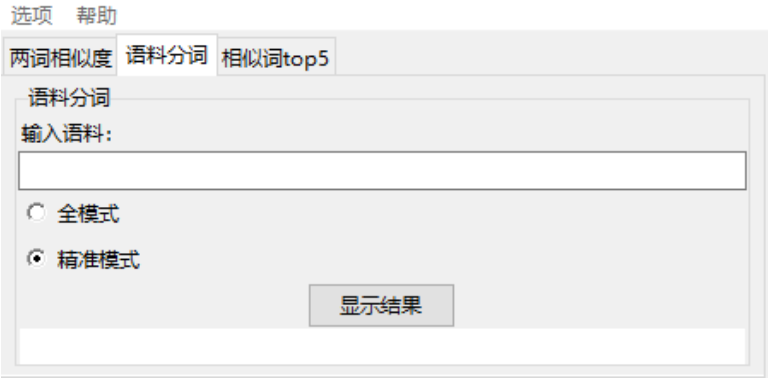 选项 帮助
两词相似度 语料分词 相似词top5
语料分词
输入语料:
全模式
精准模式
显示结果